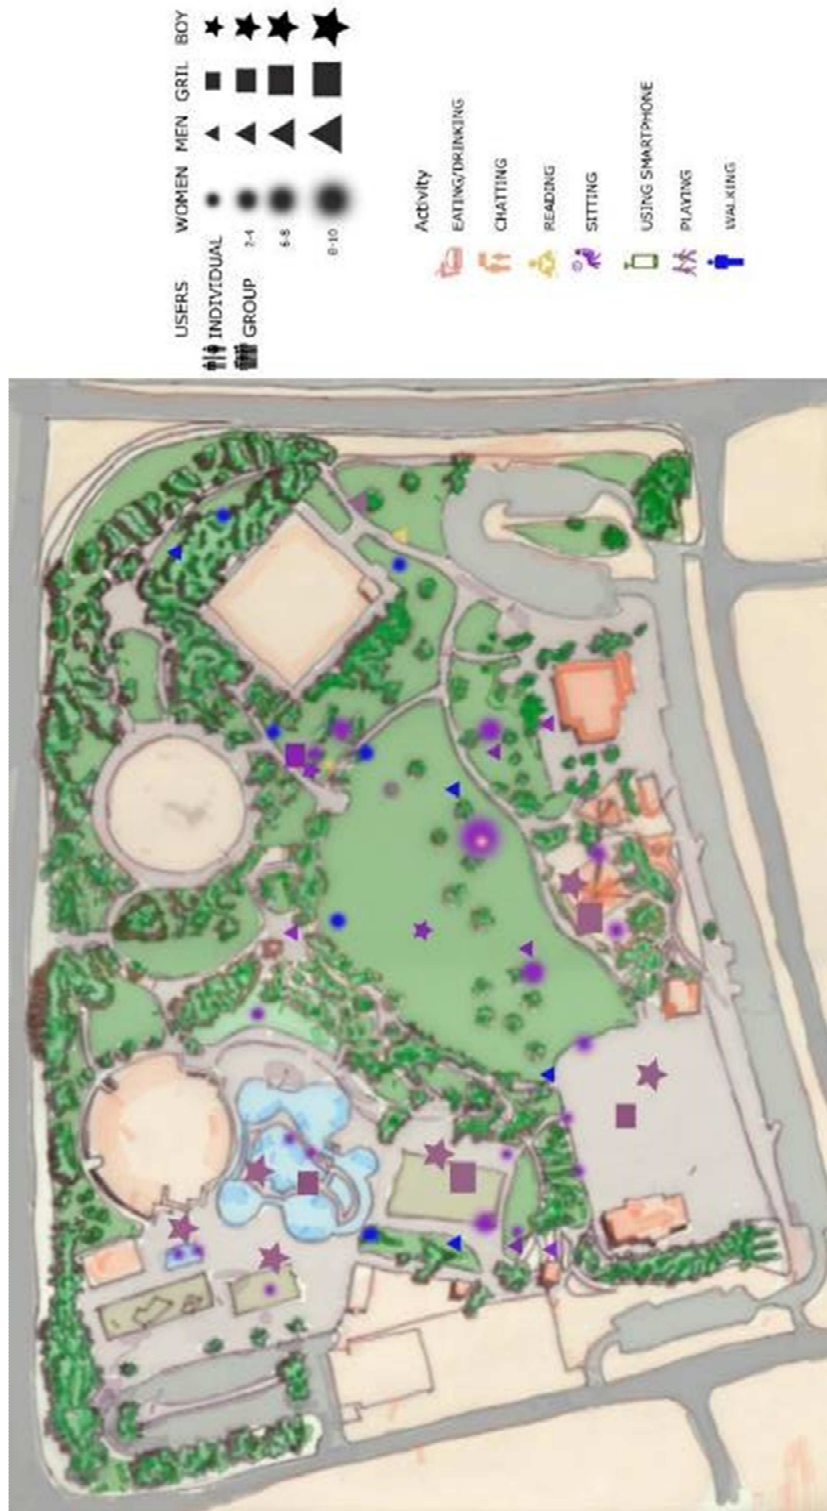 USERS WOMEN MEN GRIL BOY
INDIVIDUAL
GROUP 2-4
6-8
8-10
Activity
EATING/DRINKING
CHATTING
READING
SITTING
USING SMARTPHONE
PLAYING
WALKING